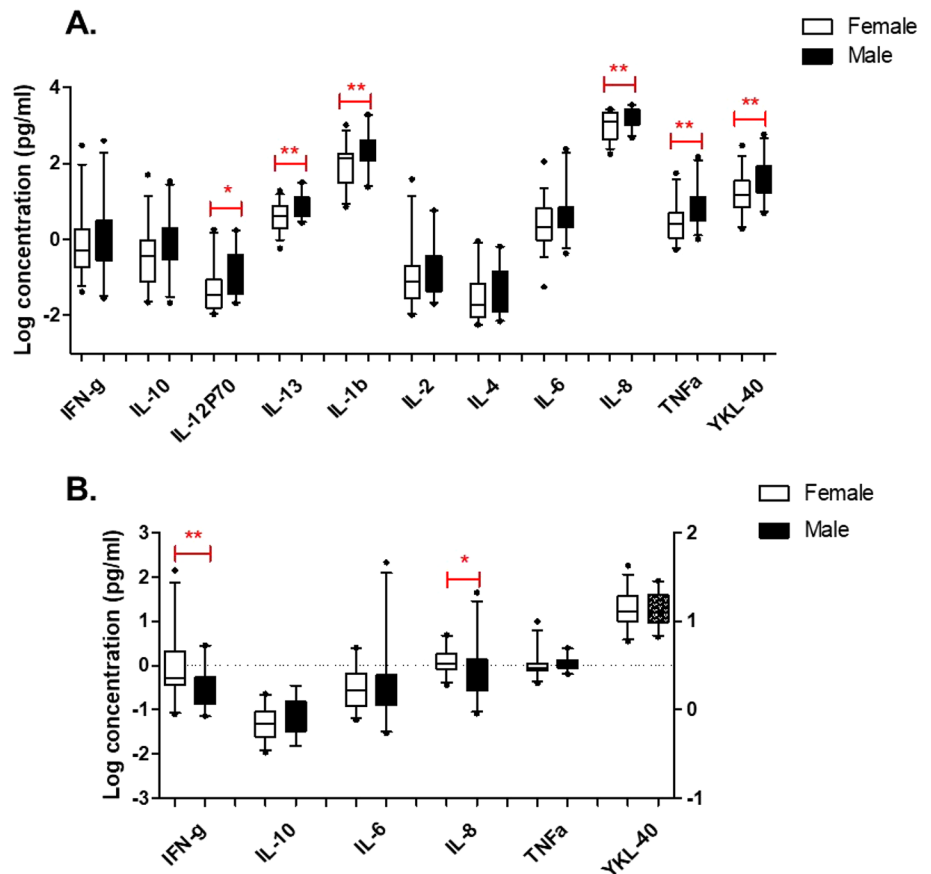 A.
Female
Male
Log concentration (pg/ml)
4
2
0
-2
*
**
**
**
**
**
IFN-g
IL-10
IL-12P70
IL-13
IL-1b
IL-2
IL-4
IL-6
IL-8
TNFa
YKL-40
B.
Female
Male
Log concentration (pg/ml)
3
2
1
0
-1
-2
-3
**
*
2
1
0
-1
IFN-g
IL-10
IL-6
IL-8
TNFa
YKL-40